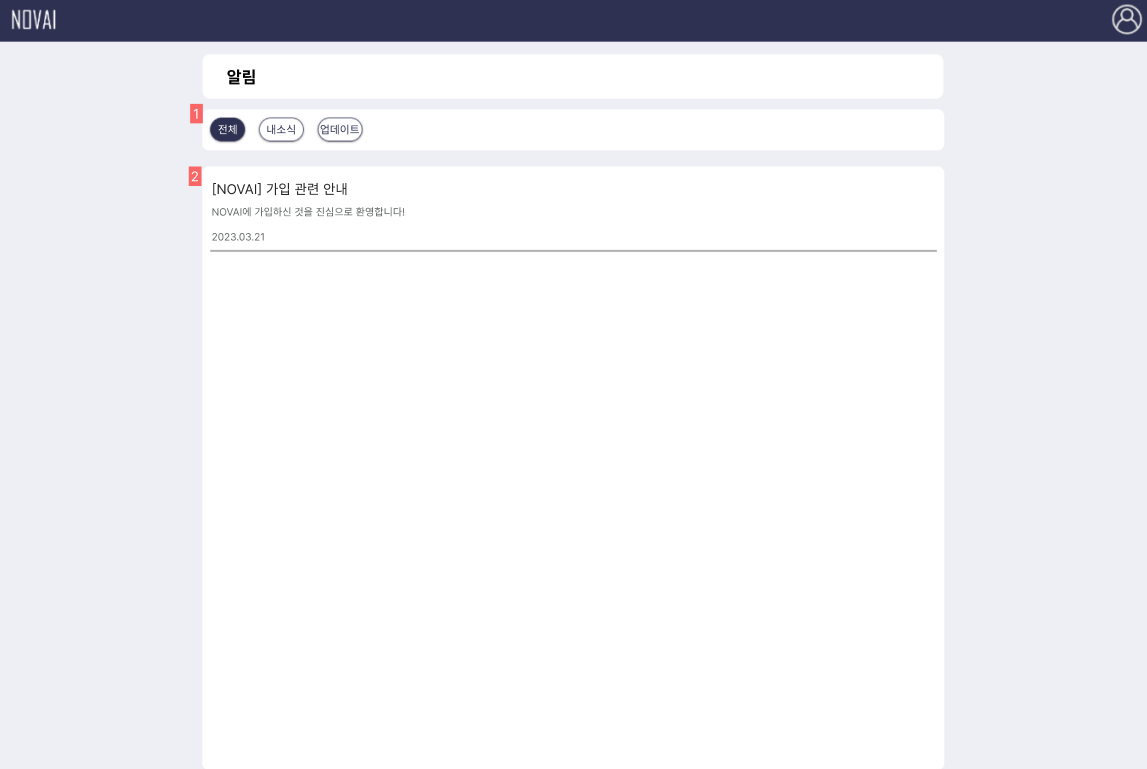 NOVAI
알림
1
전체 내소식 업데이트
2
[NOVAI] 가입 관련 안내
NOVAI에 가입하신 것을 진심으로 환영합니다!
2023.03.21